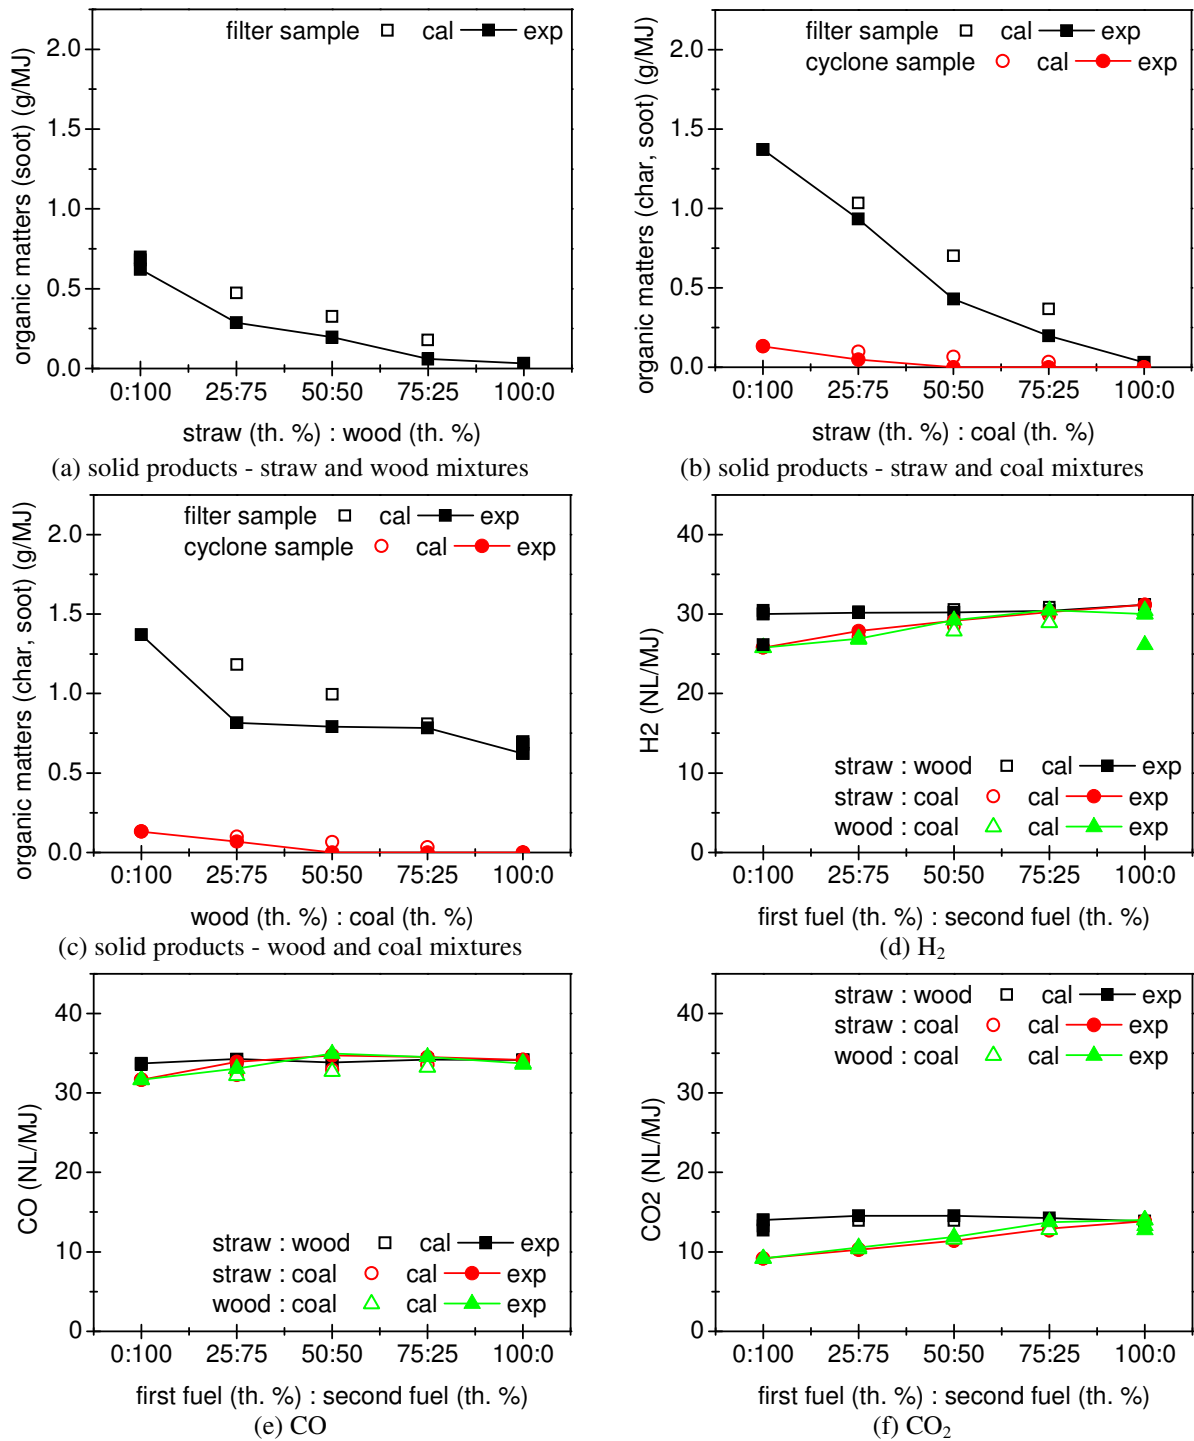 filter sample cal exp
organic matters (soot) (g/MJ)
2.0
1.5
1.0
0.5
0.0
0:100 25:75 50:50 75:25 100:0
straw (th. %) : wood (th. %)
(a) solid products - straw and wood mixtures
filter sample cal exp
cyclone sample cal exp
organic matters (char, soot) (g/MJ)
2.0
1.5
1.0
0.5
0.0
0:100 25:75 50:50 75:25 100:0
straw (th. %) : coal (th. %)
(b) solid products - straw and coal mixtures
filter sample cal exp
cyclone sample cal exp
organic matters (char, soot) (g/MJ)
2.0
1.5
1.0
0.5
0.0
0:100 25:75 50:50 75:25 100:0
wood (th. %) : coal (th. %)
(c) solid products - wood and coal mixtures
H2 (NL/MJ)
40
30
20
10
0
straw : wood cal exp
straw : coal cal exp
wood : coal cal exp
0:100 25:75 50:50 75:25 100:0
first fuel (th. %) : second fuel (th. %)
(d) H₂
CO (NL/MJ)
40
30
20
10
0
straw : wood cal exp
straw : coal cal exp
wood : coal cal exp
0:100 25:75 50:50 75:25 100:0
first fuel (th. %) : second fuel (th. %)
(e) CO
straw : wood cal exp
straw : coal cal exp
wood : coal cal exp
CO2 (NL/MJ)
40
30
20
10
0
0:100 25:75 50:50 75:25 100:0
first fuel (th. %) : second fuel (th. %)
(f) CO₂